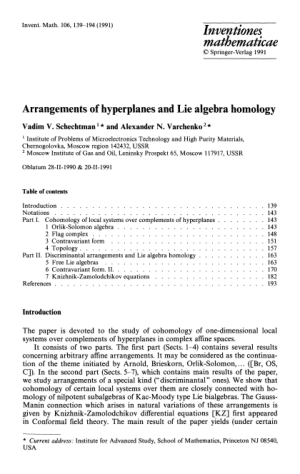 Invent. Math. 106, 139–194 (1991)
Inventiones
mathematicae
© Springer-Verlag 1991
Arrangements of hyperplanes and Lie algebra homology
Vadim V. Schechtman¹* and Alexander N. Varchenko²*
¹ Institute of Problems of Microelectronics Technology and High Purity Materials,
Chernogolovka, Moscow region 142432, USSR
² Moscow Institute of Gas and Oil, Leninsky Prospekt 65, Moscow 117917, USSR
Oblatum 28-II-1990 & 20-II-1991
Table of contents
Introduction . . . . . . . . . . . . . . . . . . . . . . . . . . 139
Notations . . . . . . . . . . . . . . . . . . . . . . . . . . 143
Part I. Cohomology of local systems over complements of hyperplanes . . . . . . . . 143
1 Orlik-Solomon algebra . . . . . . . . . . . . . . . . . . . . 143
2 Flag complex . . . . . . . . . . . . . . . . . . . . . . . 148
3 Contravariant form . . . . . . . . . . . . . . . . . . . . . 151
4 Topology . . . . . . . . . . . . . . . . . . . . . . . . 157
Part II. Discriminantal arrangements and Lie algebra homology . . . . . . . . . . 163
5 Free Lie algebras . . . . . . . . . . . . . . . . . . . . . . 163
6 Contravariant form. II . . . . . . . . . . . . . . . . . . . . 170
7 Knizhnik-Zamolodchikov equations . . . . . . . . . . . . . . . 182
References . . . . . . . . . . . . . . . . . . . . . . . . . . 193
Introduction
The paper is devoted to the study of cohomology of one-dimensional local
systems over complements of hyperplanes in complex affine spaces.
It consists of two parts. The first part (Sects. 1–4) contains several results
concerning arbitrary affine arrangements. It may be considered as the continua-
tion of the theme initiated by Arnold, Brieskorn, Orlik-Solomon, ... ([Br, OS,
C]). In the second part (Sects. 5–7), which contains main results of the paper,
we study arrangements of a special kind ("discriminantal" ones). We show that
cohomology of certain local systems over them are closely connected with ho-
mology of nilpotent subalgebras of Kac-Moody type Lie bialgebras. The Gauss-
Manin connection which arises in natural variations of these arrangements is
given by Knizhnik-Zamolodchikov differential equations [KZ] first appeared
in Conformal field theory. The main result of the paper yields (under certain
* Current address: Institute for Advanced Study, School of Mathematics, Princeton NJ 08540,
USA